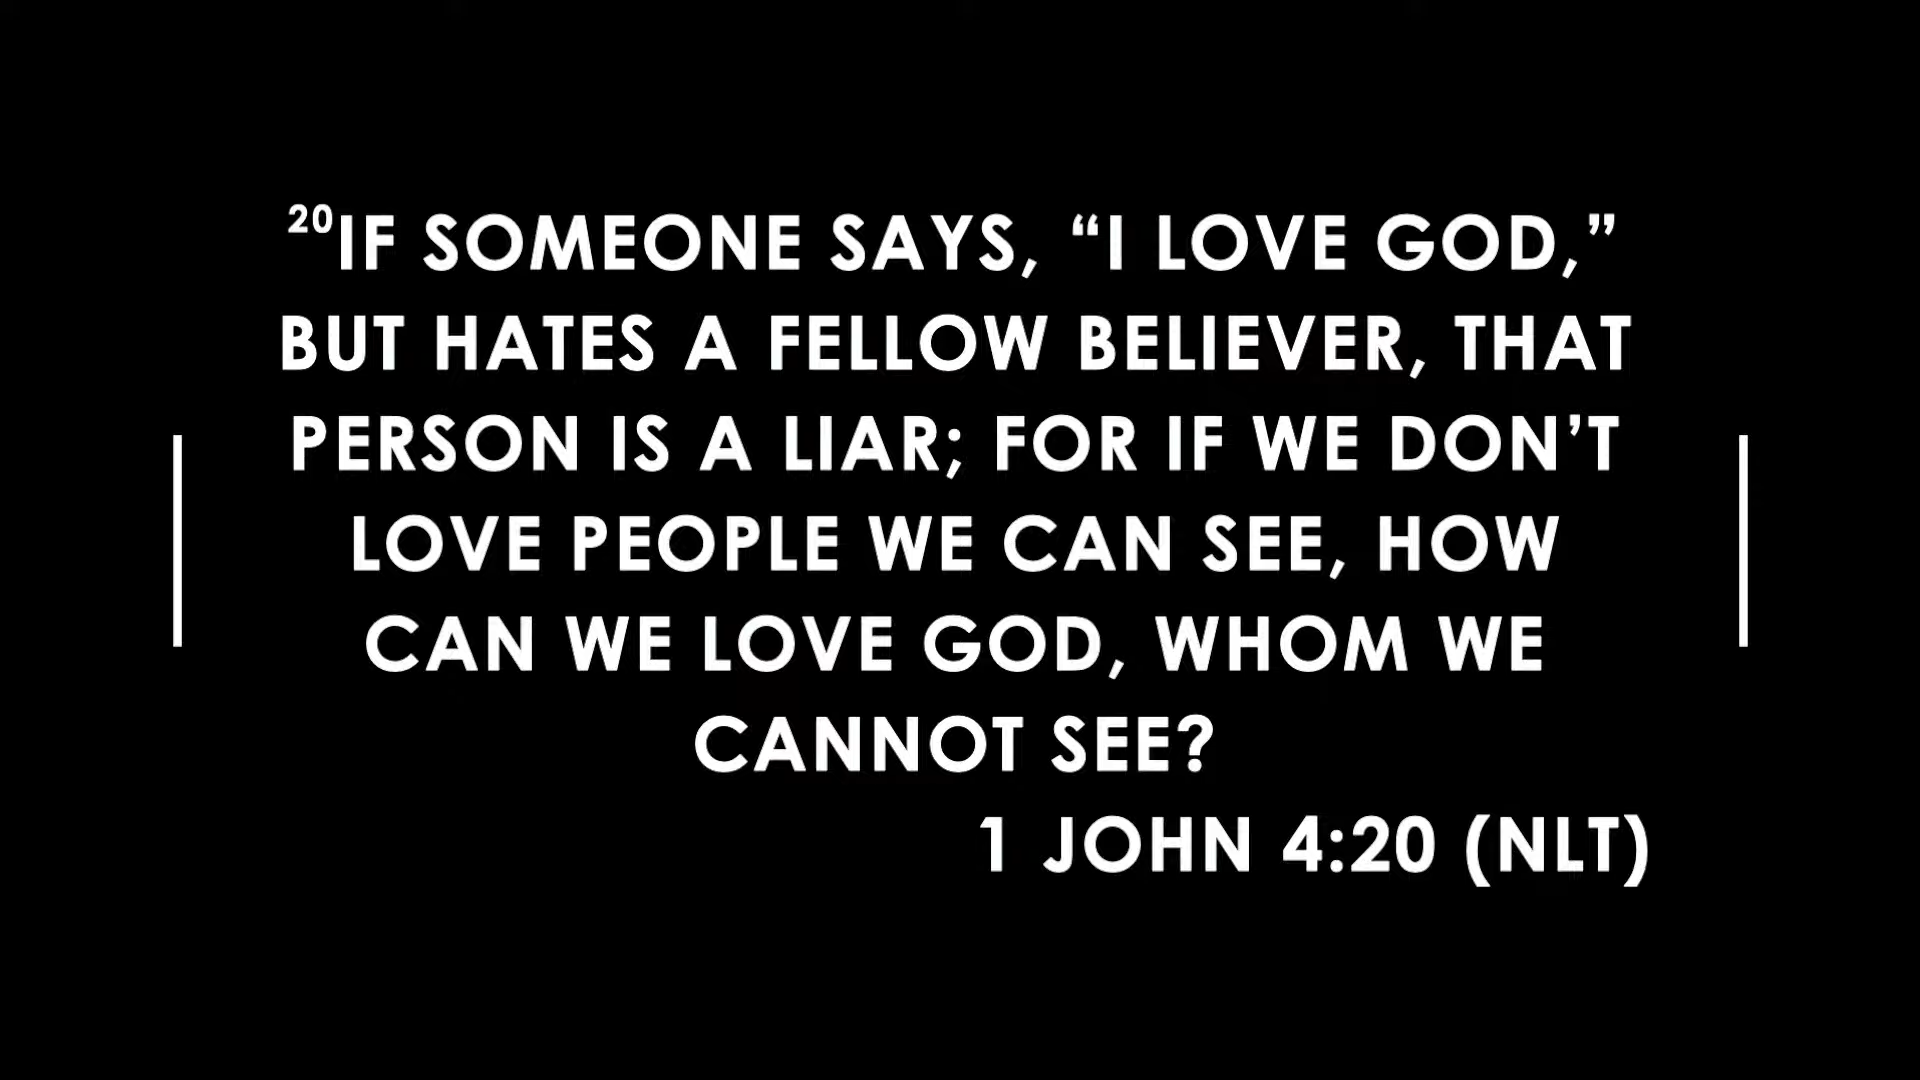 ²⁰IF SOMEONE SAYS, “I LOVE GOD,”
BUT HATES A FELLOW BELIEVER, THAT
PERSON IS A LIAR; FOR IF WE DON’T
LOVE PEOPLE WE CAN SEE, HOW
CAN WE LOVE GOD, WHOM WE
CANNOT SEE?
1 JOHN 4:20 (NLT)